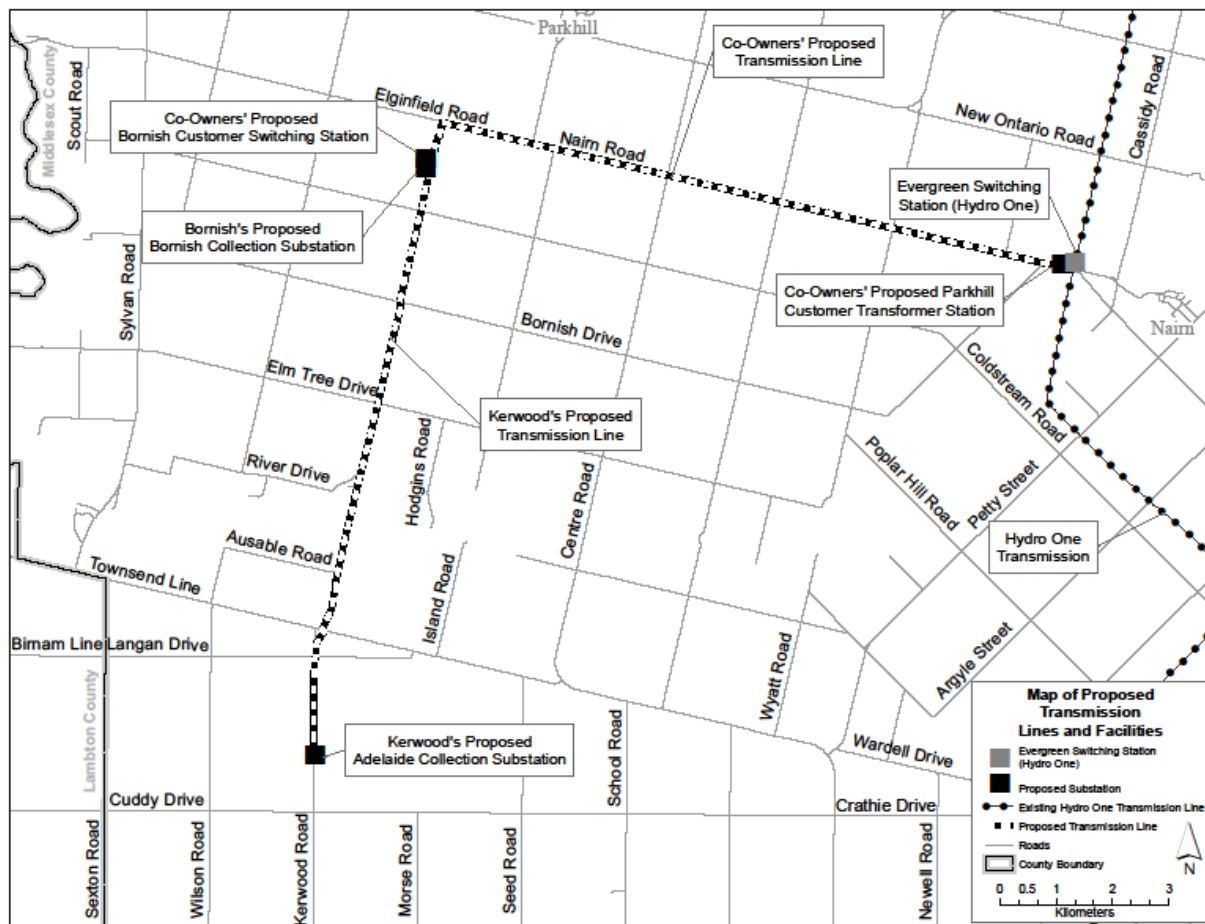 Parkhill
Co-Owners' Proposed
Transmission Line
Cassidy Road
Middlesex County
Scout Road
Elginfield Road
Co-Owners' Proposed
Bornish Customer Switching Station
Nairn Road
New Ontario Road
Evergreen Switching
Station (Hydro One)
Bornish's Proposed
Bornish Collection Substation
Sylvan Road
Co-Owners' Proposed Parkhill
Customer Transformer Station
Nairn
Bornish Drive
Elm Tree Drive
Coldstream Road
Kerwood's Proposed
Transmission Line
Hodgins Road
River Drive
Centre Road
Poplar Hill Road
Petty Street
Hydro One
Transmission
Ausable Road
Townsend Line
Island Road
Birnam Line
Langan Drive
Wyatt Road
Argyle Street
Lambton County
Kerwood's Proposed
Adelaide Collection Substation
School Road
Wardell Drive
Cuddy Drive
Crathie Drive
Sexton Road
Wilson Road
Kerwood Road
Morse Road
Seed Road
Newell Road
Map of Proposed
Transmission
Lines and Facilities
Evergreen Switching Station
(Hydro One)
Proposed Substation
Existing Hydro One Transmission Line
Proposed Transmission Line
Roads
County Boundary
N
0 0.5 1 2 3
Kilometers